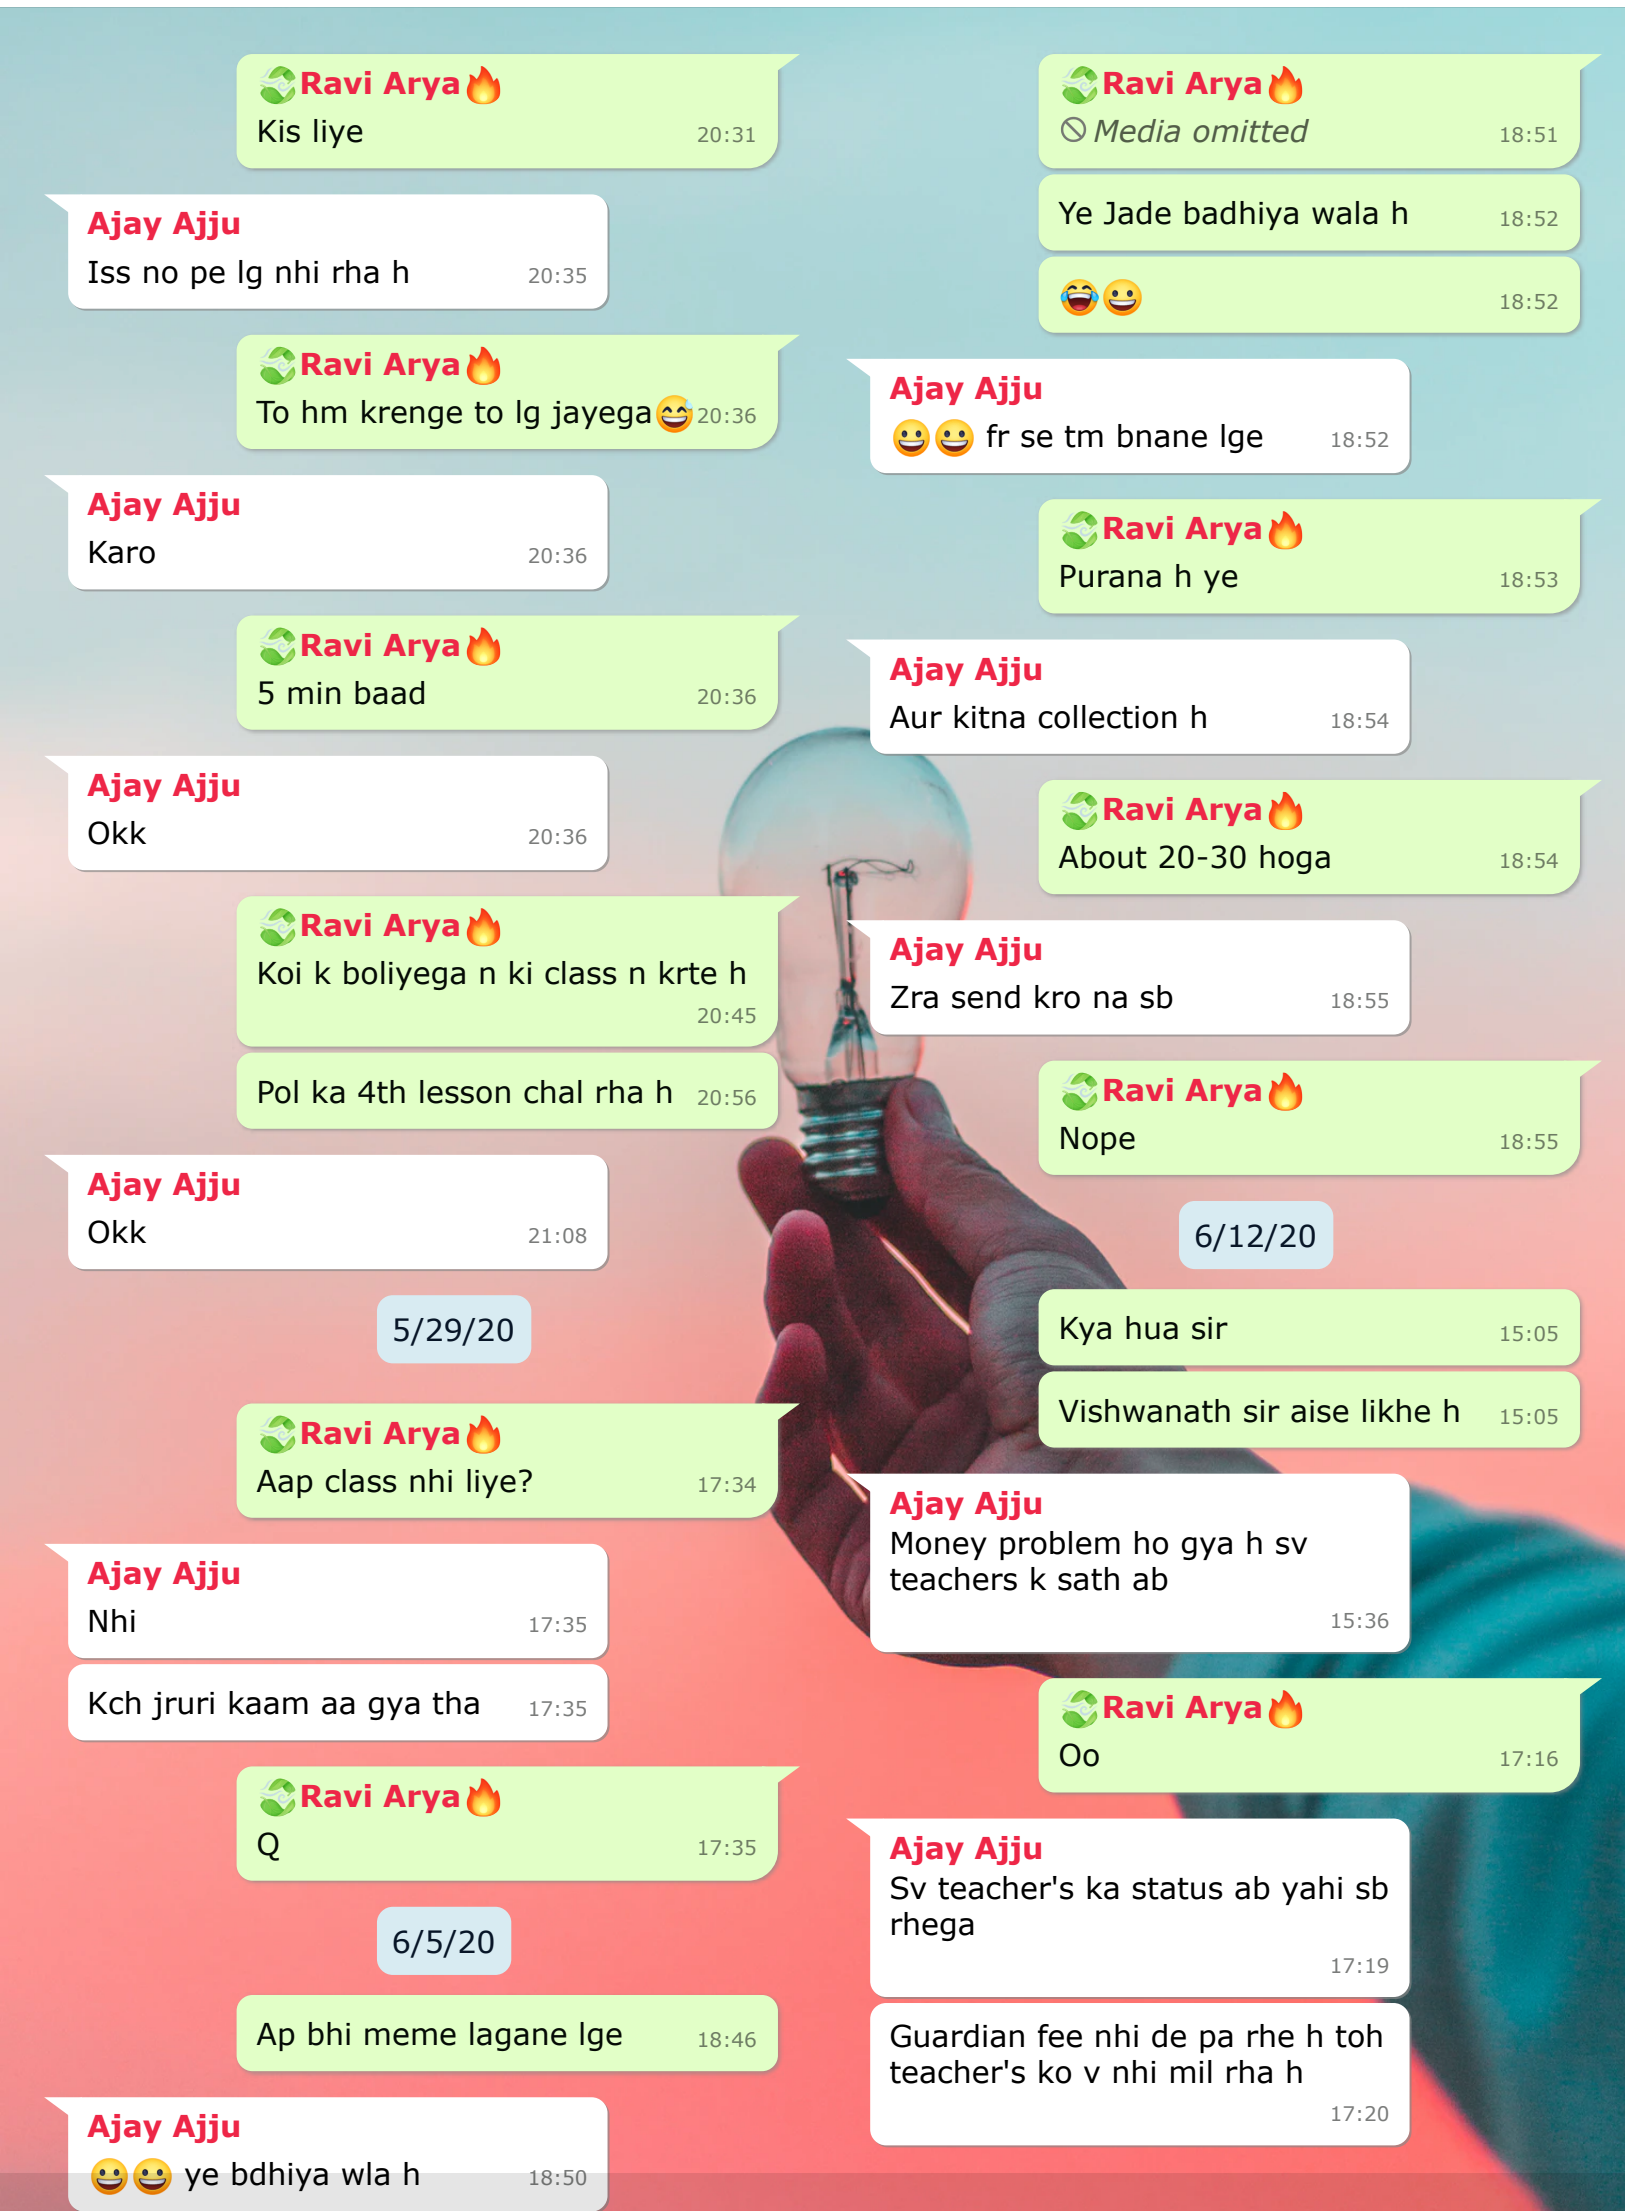 Ravi Arya🔥
Kis liye 20:31
Ajay Ajju
Iss no pe lg nhi rha h 20:35
Ravi Arya🔥
To hm krenge to lg jayega😅 20:36
Ajay Ajju
Karo 20:36
Ravi Arya🔥
5 min baad 20:36
Ajay Ajju
Okk 20:36
Ravi Arya🔥
Koi k boliyega n ki class n krte h
20:45
Pol ka 4th lesson chal rha h 20:56
Ajay Ajju
Okk 21:08
5/29/20
Ravi Arya🔥
Aap class nhi liye? 17:34
Ajay Ajju
Nhi 17:35
Kch jruri kaam aa gya tha 17:35
Ravi Arya🔥
Q 17:35
6/5/20
Ap bhi meme lagane lge 18:46
Ajay Ajju
😀😀 ye bdhiya wla h 18:50
Ravi Arya🔥
Media omitted 18:51
Ye Jade badhiya wala h 18:52
😂😀 18:52
Ajay Ajju
😀😀 fr se tm bnane lge 18:52
Ravi Arya🔥
Purana h ye 18:53
Ajay Ajju
Aur kitna collection h 18:54
Ravi Arya🔥
About 20-30 hoga 18:54
Ajay Ajju
Zra send kro na sb 18:55
Ravi Arya🔥
Nope 18:55
6/12/20
Kya hua sir 15:05
Vishwanath sir aise likhe h 15:05
Ajay Ajju
Money problem ho gya h sv
teachers k sath ab
15:36
Ravi Arya🔥
Oo 17:16
Ajay Ajju
Sv teacher's ka status ab yahi sb
rhega
17:19
Guardian fee nhi de pa rhe h toh
teacher's ko v nhi mil rha h
17:20